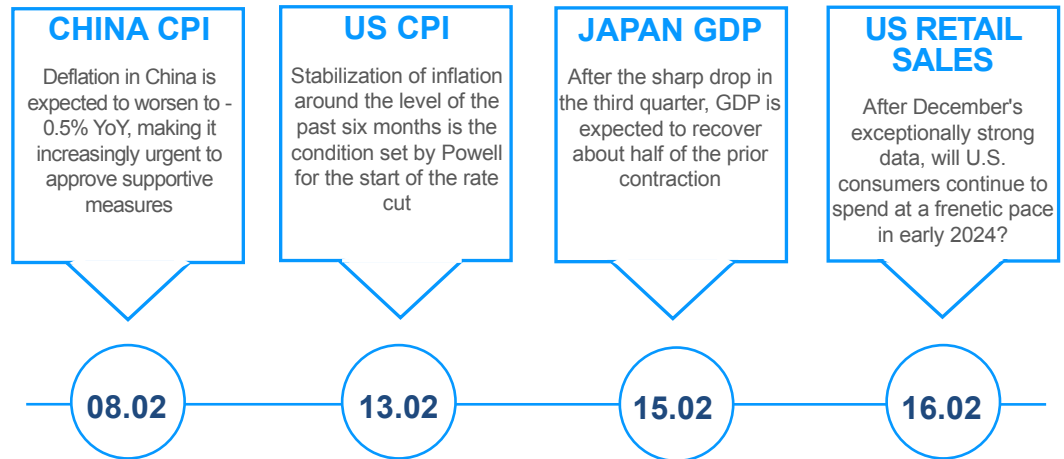 CHINA CPI
Deflation in China is
expected to worsen to -
0.5% YoY, making it
increasingly urgent to
approve supportive
measures
US CPI
Stabilization of inflation
around the level of the
past six months is the
condition set by Powell
for the start of the rate
cut
JAPAN GDP
After the sharp drop in
the third quarter, GDP is
expected to recover
about half of the prior
contraction
US RETAIL
SALES
After December's
exceptionally strong
data, will U.S.
consumers continue to
spend at a frenetic pace
in early 2024?
08.02
13.02
15.02
16.02